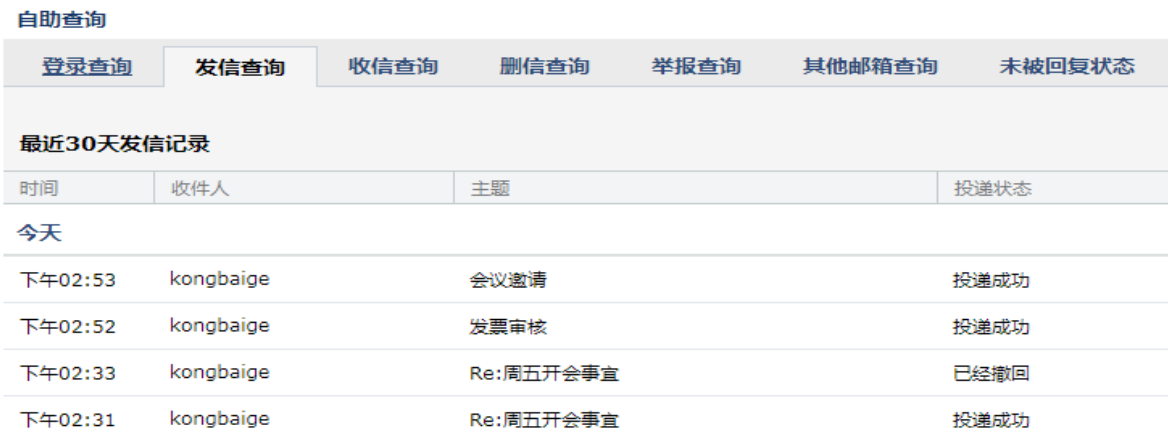 自助查询
登录查询 发信查询 收信查询 删信查询 举报查询 其他邮箱查询 未被回复状态
最近30天发信记录
时间 收件人 主题 投递状态
今天
下午02:53 kongbaige 会议邀请 投递成功
下午02:52 kongbaige 发票审核 投递成功
下午02:33 kongbaige Re:周五开会事宜 已经撤回
下午02:31 kongbaige Re:周五开会事宜 投递成功